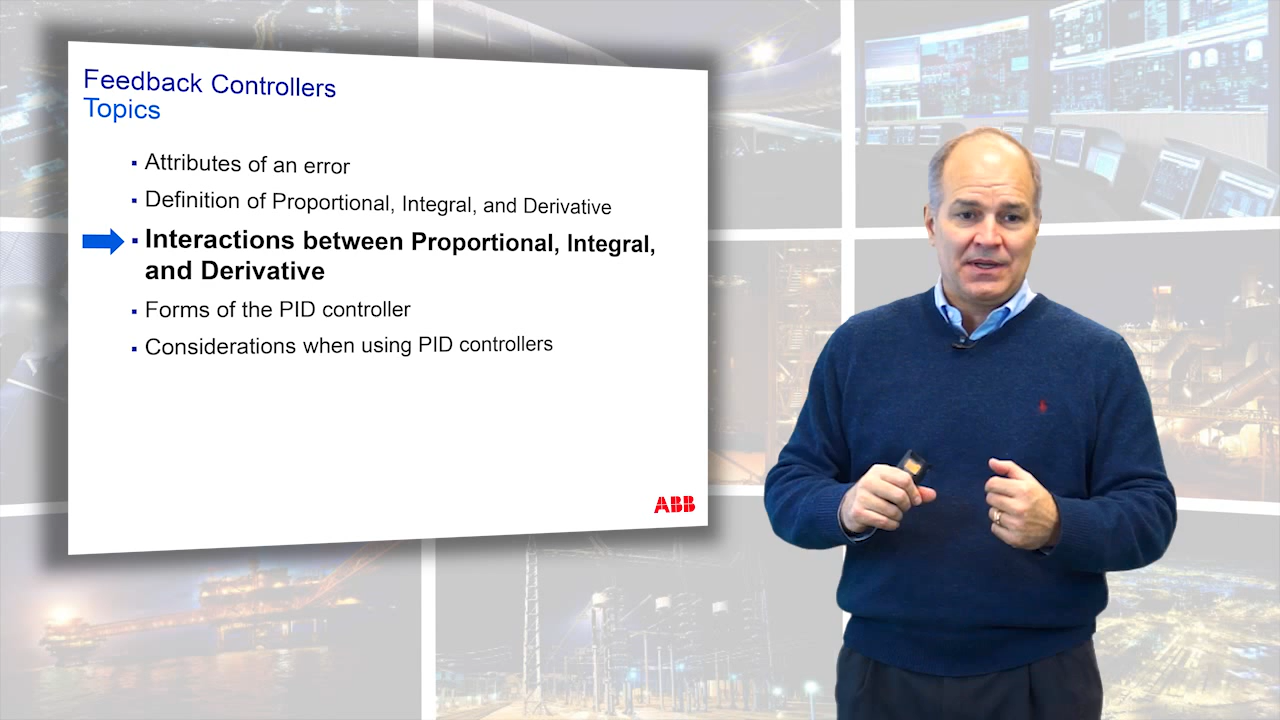 Feedback Controllers
Topics
▪ Attributes of an error
▪ Definition of Proportional, Integral, and Derivative
▪ Interactions between Proportional, Integral,
and Derivative
▪ Forms of the PID controller
▪ Considerations when using PID controllers
ABB